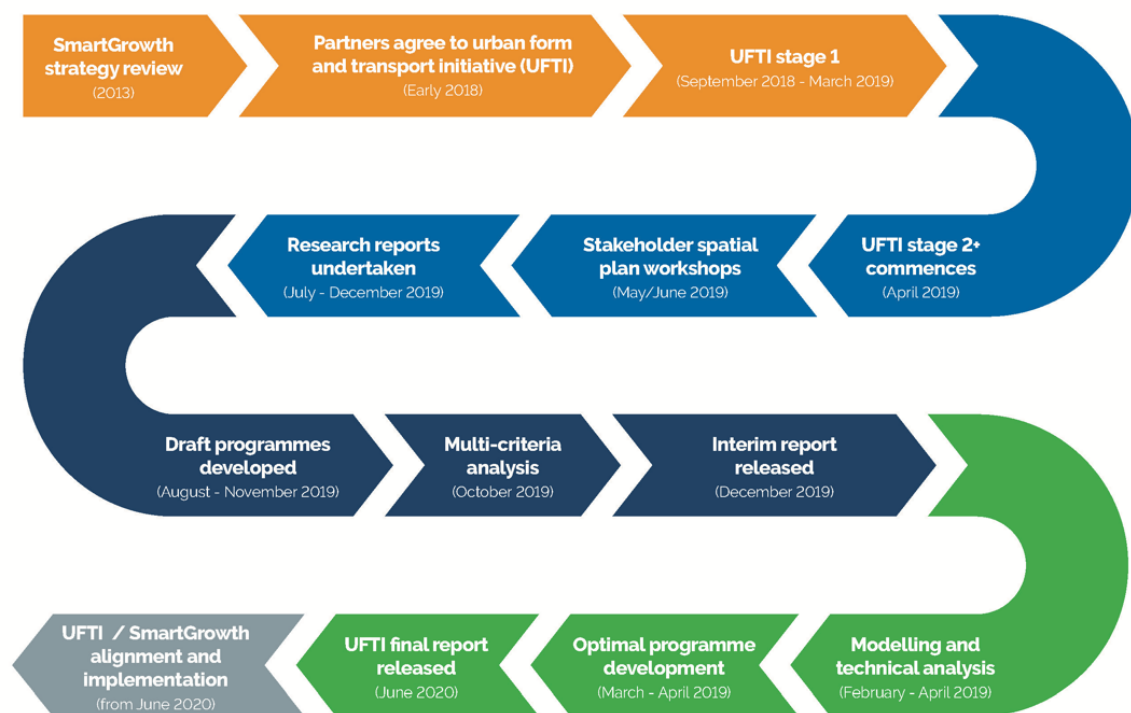 SmartGrowth
strategy review
(2013)
Partners agree to urban form
and transport initiative (UFTI)
(Early 2018)
UFTI stage 1
(September 2018 - March 2019)
UFTI stage 2+
commences
(April 2019)
Stakeholder spatial
plan workshops
(May/June 2019)
Research reports
undertaken
(July - December 2019)
Draft programmes
developed
(August - November 2019)
Multi-criteria
analysis
(October 2019)
Interim report
released
(December 2019)
Modelling and
technical analysis
(February - April 2019)
Optimal programme
development
(March - April 2019)
UFTI final report
released
(June 2020)
UFTI / SmartGrowth
alignment and
implementation
(from June 2020)